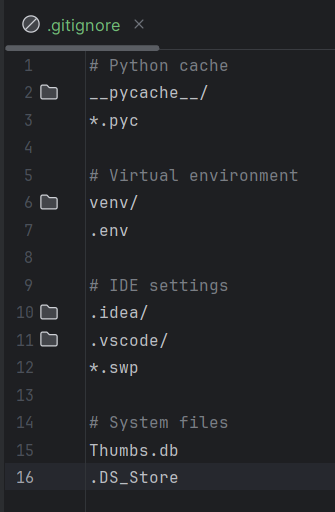 .gitignore
1 # Python cache
2 __pycache__/
3 *.pyc
4
5 # Virtual environment
6 venv/
7 .env
8
9 # IDE settings
10 .idea/
11 .vscode/
12 *.swp
13
14 # System files
15 Thumbs.db
16 .DS_Store